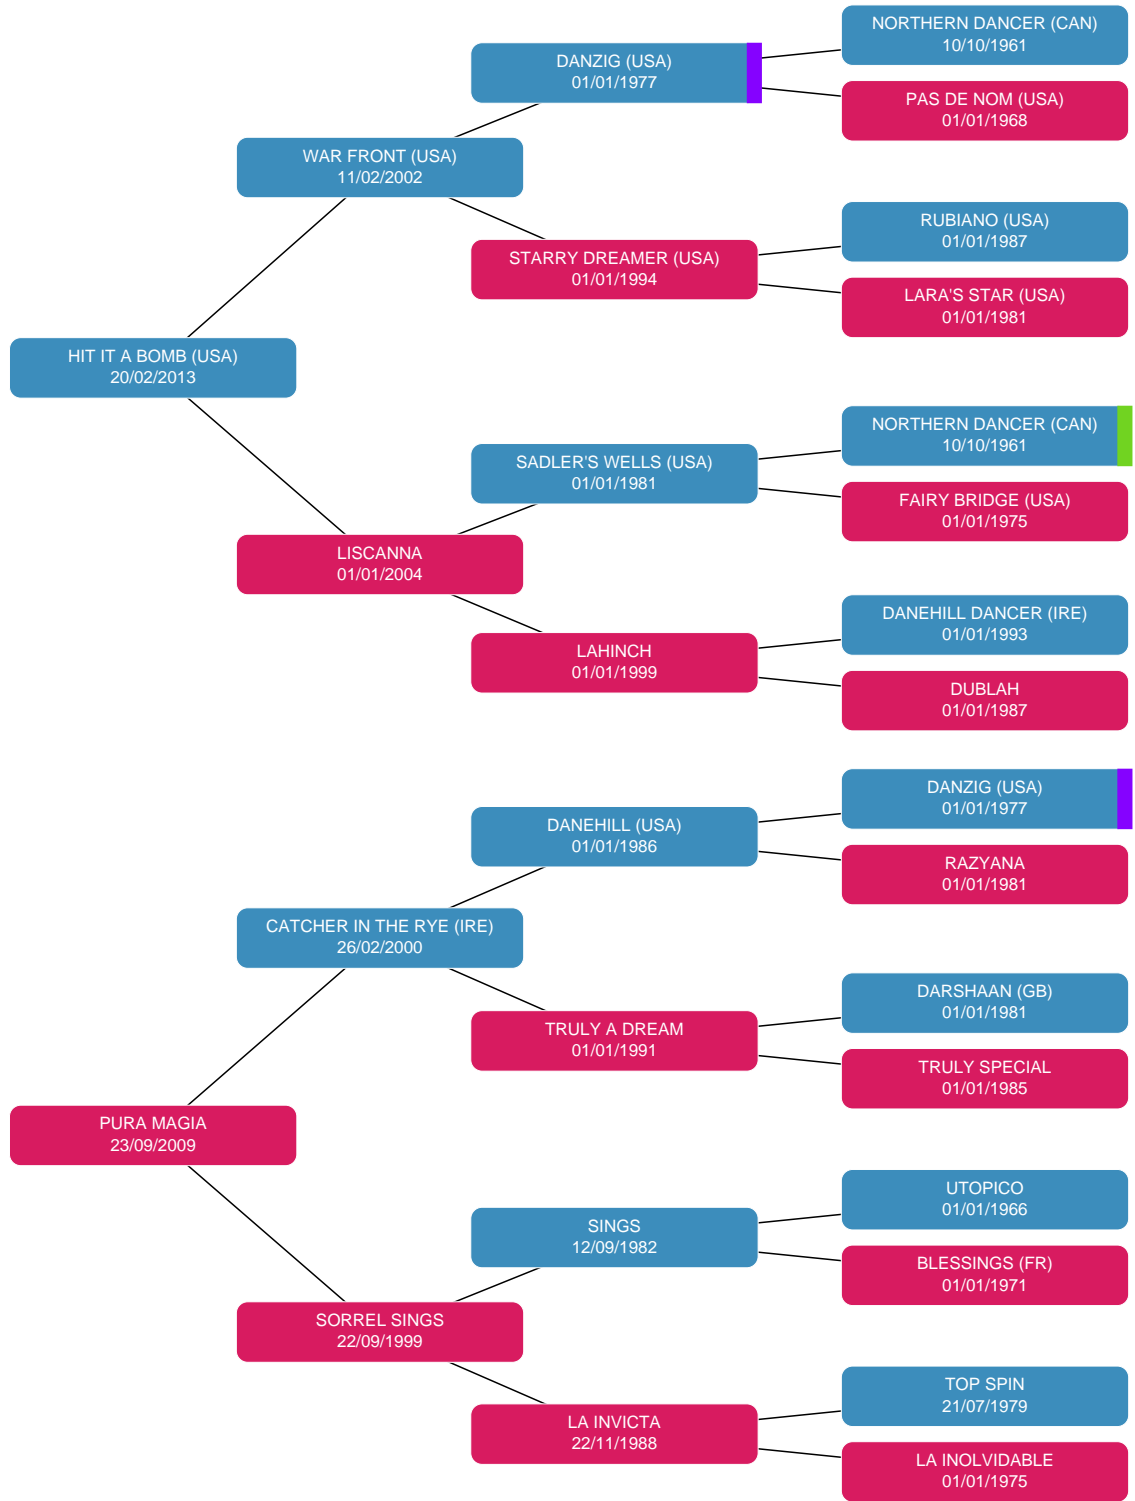 NORTHERN DANCER (CAN)
10/10/1961
DANZIG (USA)
01/01/1977
PAS DE NOM (USA)
01/01/1968
WAR FRONT (USA)
11/02/2002
RUBIANO (USA)
01/01/1987
STARRY DREAMER (USA)
01/01/1994
LARA'S STAR (USA)
01/01/1981
HIT IT A BOMB (USA)
20/02/2013
NORTHERN DANCER (CAN)
10/10/1961
SADLER'S WELLS (USA)
01/01/1981
FAIRY BRIDGE (USA)
01/01/1975
LISCANNA
01/01/2004
DANEHILL DANCER (IRE)
01/01/1993
LAHINCH
01/01/1999
DUBLAH
01/01/1987
DANZIG (USA)
01/01/1977
DANEHILL (USA)
01/01/1986
RAZYANA
01/01/1981
CATCHER IN THE RYE (IRE)
26/02/2000
DARSHAAN (GB)
01/01/1981
TRULY A DREAM
01/01/1991
TRULY SPECIAL
01/01/1985
PURA MAGIA
23/09/2009
UTOPICO
01/01/1966
SINGS
12/09/1982
BLESSINGS (FR)
01/01/1971
SORREL SINGS
22/09/1999
TOP SPIN
21/07/1979
LA INVICTA
22/11/1988
LA INOLVIDABLE
01/01/1975